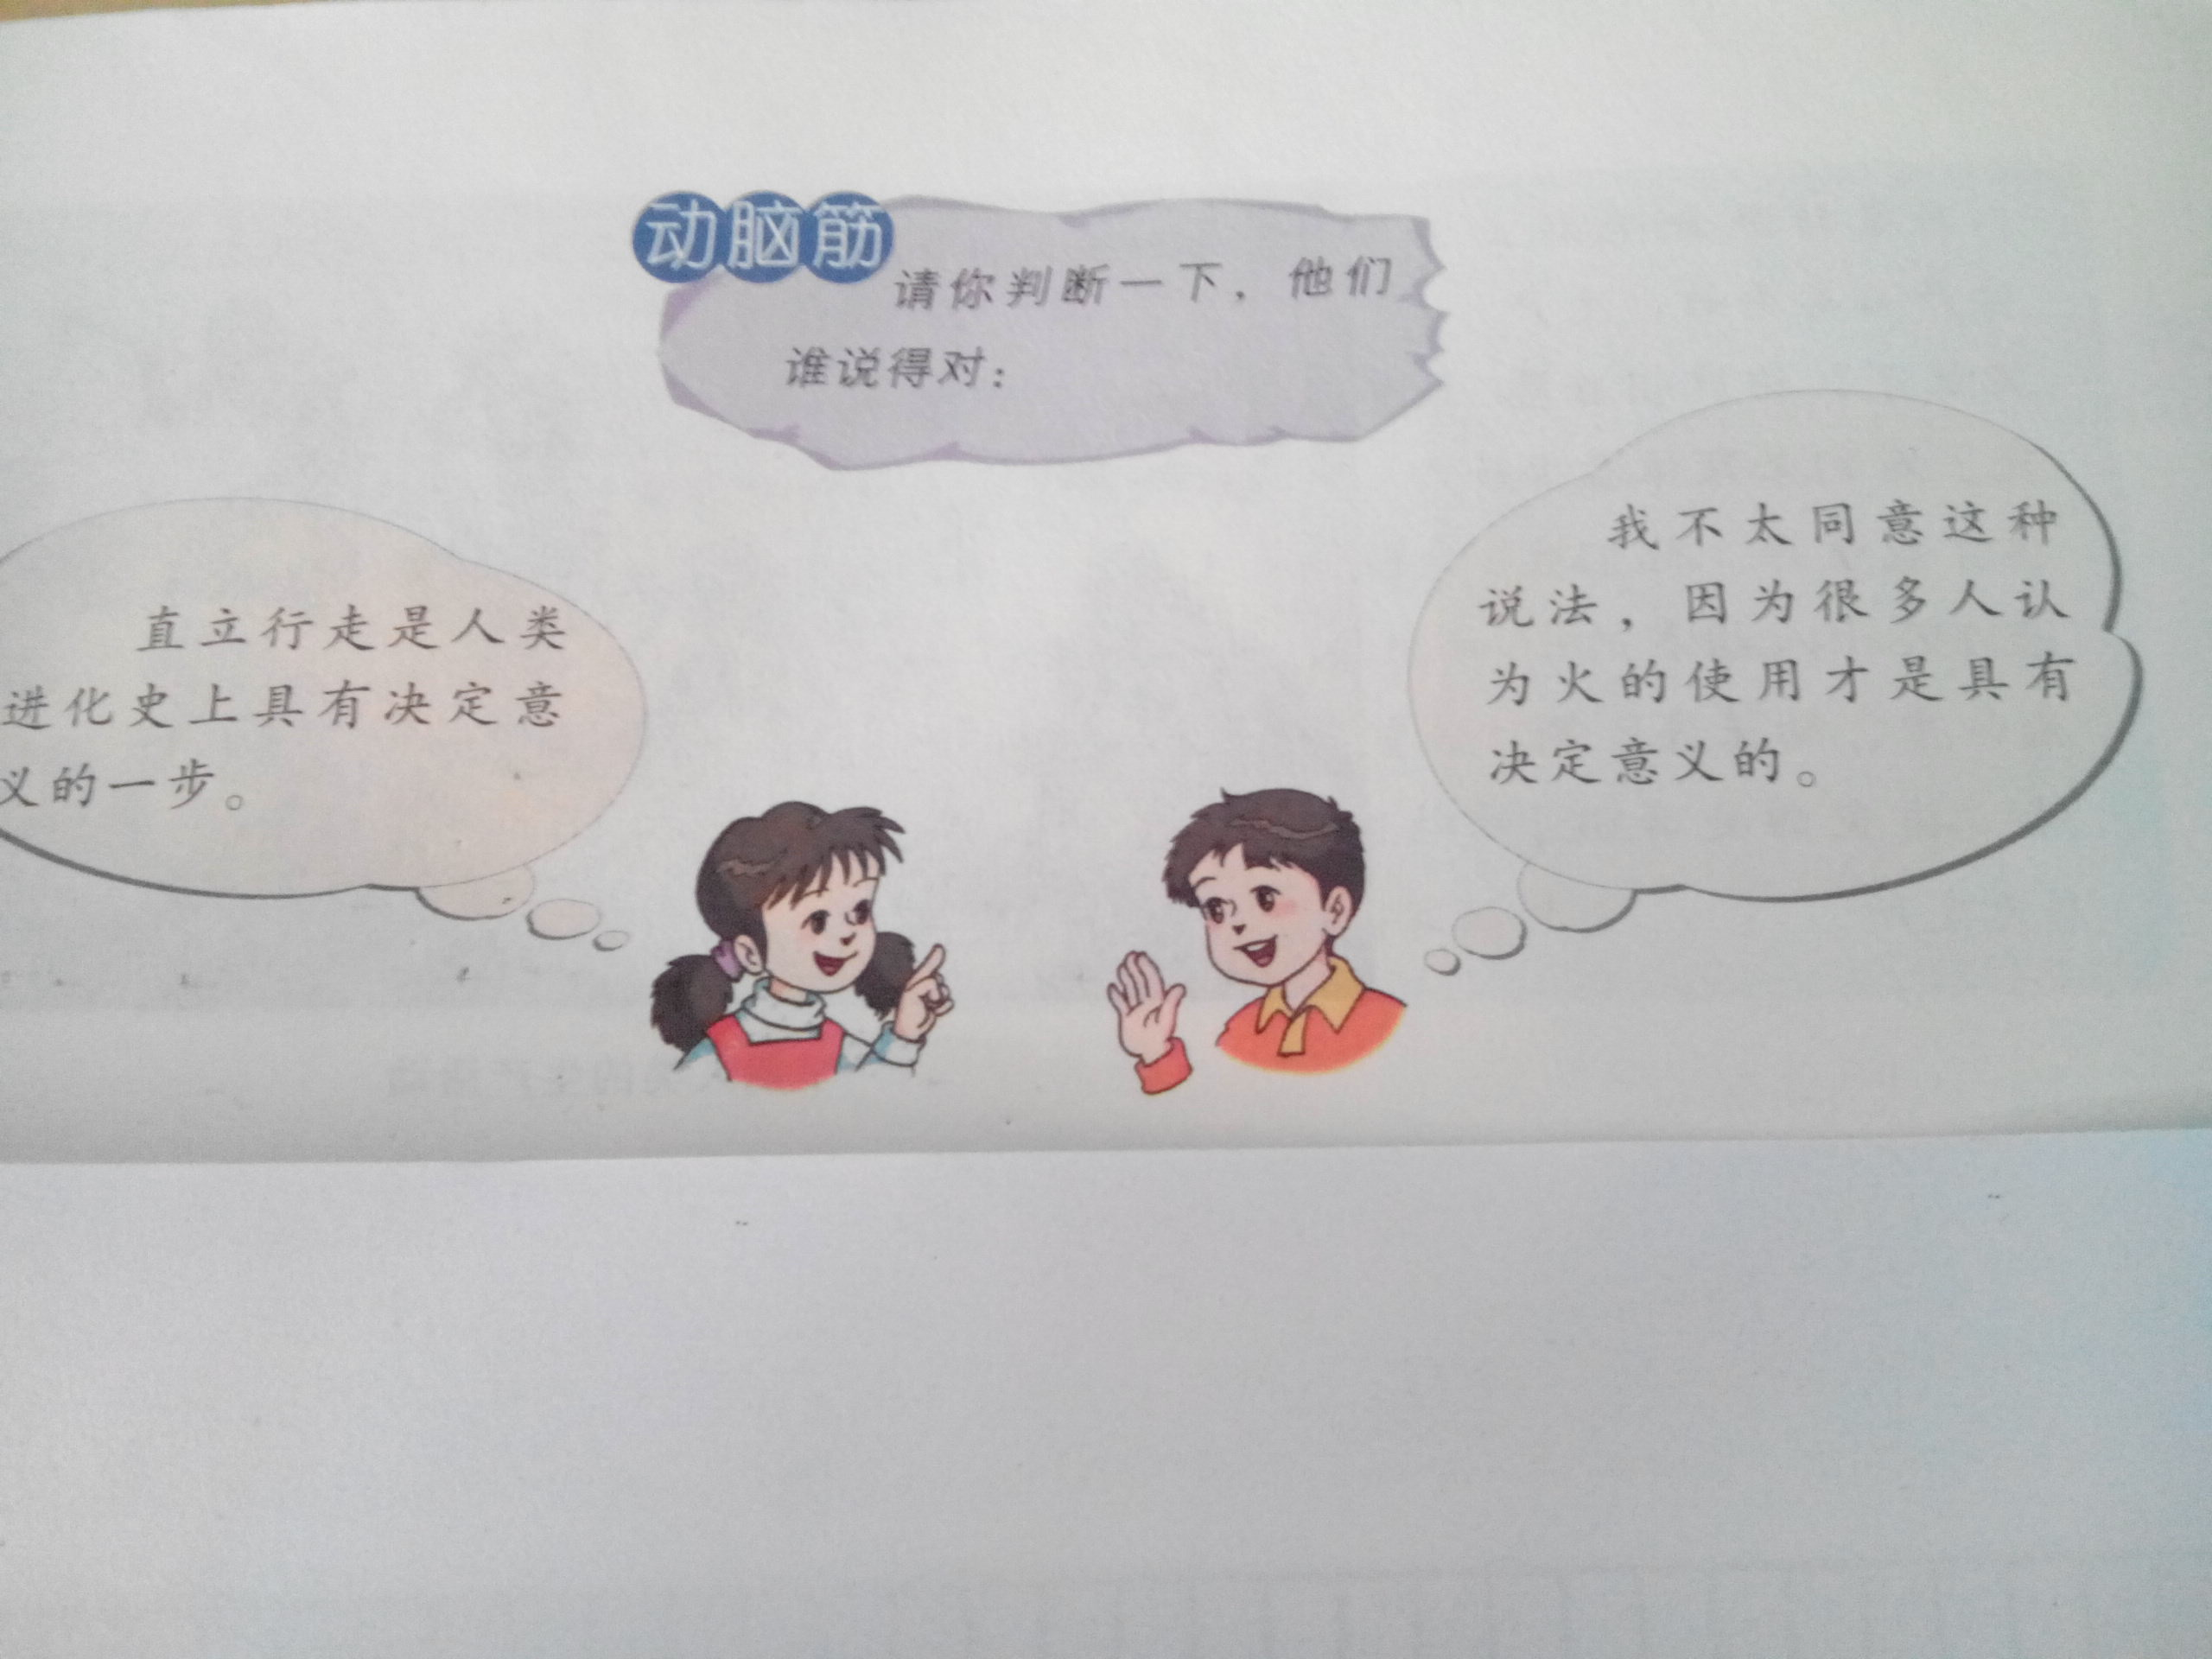 动脑筋
请你判断一下，他们
谁说得对：
直立行走是人类
进化史上具有决定意
义的一步。
我不太同意这种
说法，因为很多人认
为火的使用才是具有
决定意义的。